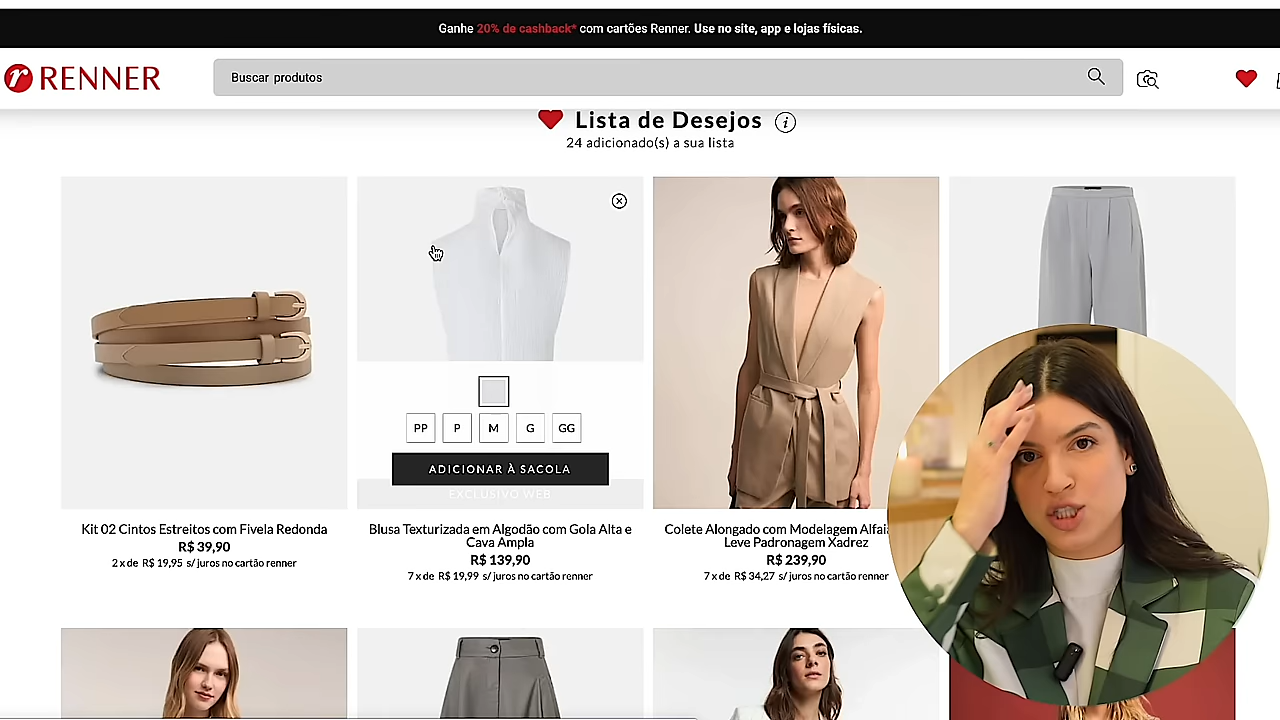 Ganhe 20% de cashback* com cartões Renner. Use no site, app e lojas físicas.
RENNER
Buscar produtos
Lista de Desejos
24 adicionado(s) a sua lista
PP
P
M
G
GG
ADICIONAR À SACOLA
EXCLUSIVO WEB
Kit 02 Cintos Estreitos com Fivela Redonda
R$ 39,90
2 x de R$ 19,95 s/ juros no cartão renner
Blusa Texturizada em Algodão com Gola Alta e
Cava Ampla
R$ 139,90
7 x de R$ 19,99 s/ juros no cartão renner
Colete Alongado com Modelagem
Leve Padronagem Xadrez
R$ 239,90
7 x de R$ 34,27 s/ juros no cartão renner